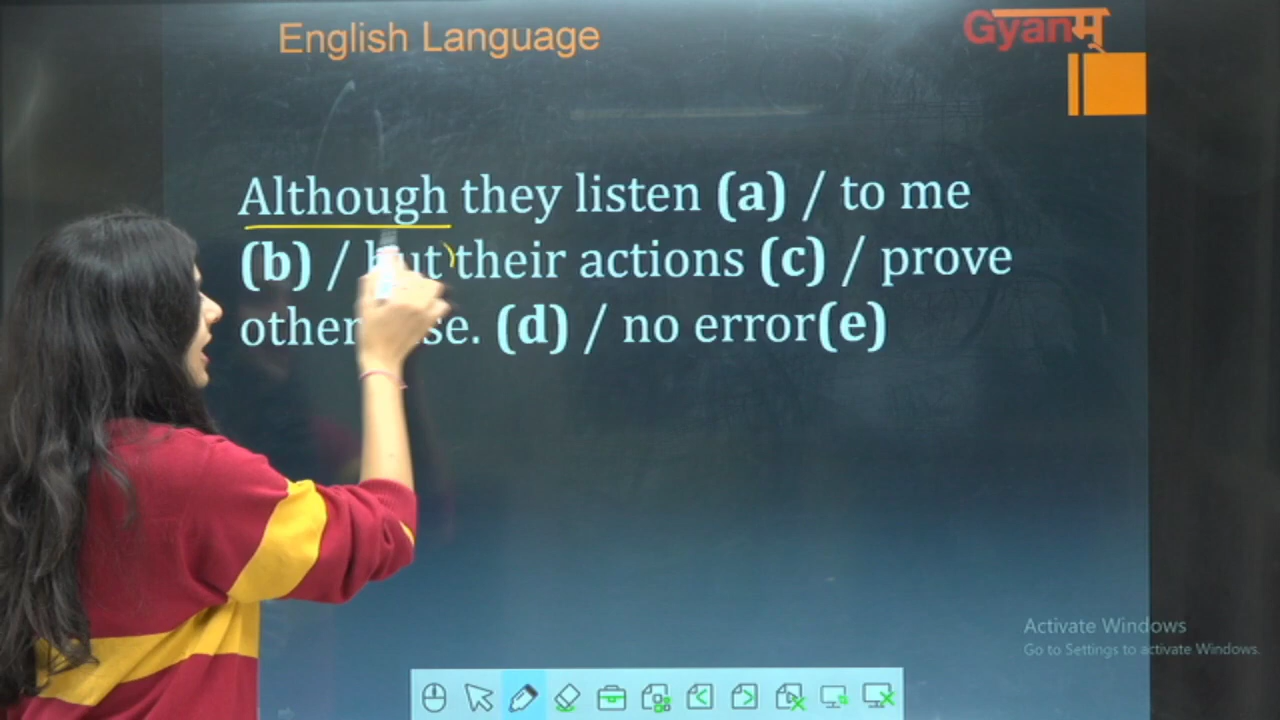 English Language
Gyanम्
Although they listen (a) / to me
(b) / but their actions (c) / prove
(d) / no error(e)
Activate Windows
Go to Settings to activate Windows.